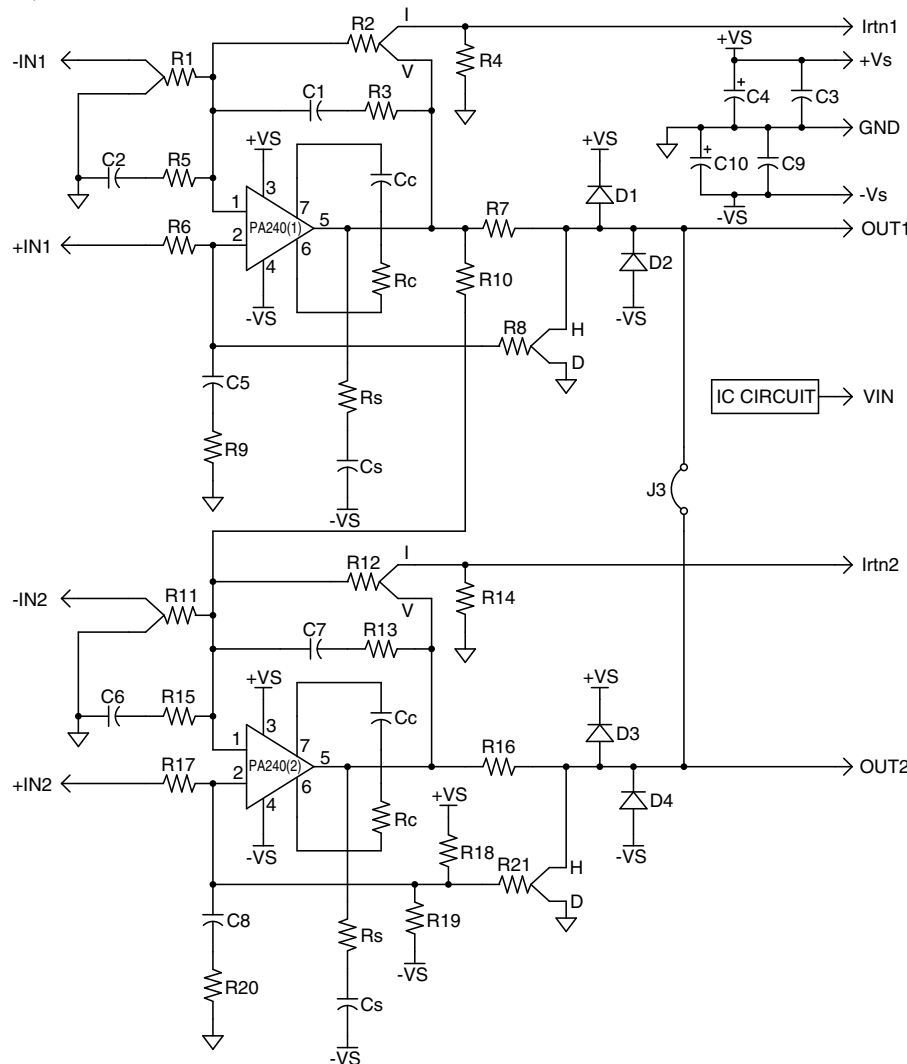 I
R2
Irtn1
-IN1
R1
+VS
+Vs
V
R4
+
C4
C3
C1
R3
GND
+VS
+
C2
R5
C10
C9
+VS
3
Cc
-Vs
7
D1
-VS
1
PA240(1)
5
R7
R6
OUT1
+IN1
2
6
R10
D2
4
Rc
-VS
R8
H
-VS
D
C5
Rs
IC CIRCUIT
VIN
R9
Cs
J3
-VS
I
R12
Irtn2
-IN2
R11
V
R14
C7
R13
+VS
+VS
C6
R15
3
Cc
7
D3
1
PA240(2)
5
R16
R17
OUT2
+IN2
2
6
+VS
4
Rc
D4
-VS
R18
R21
H
-VS
D
C8
R19
Rs
-VS
R20
Cs
-VS